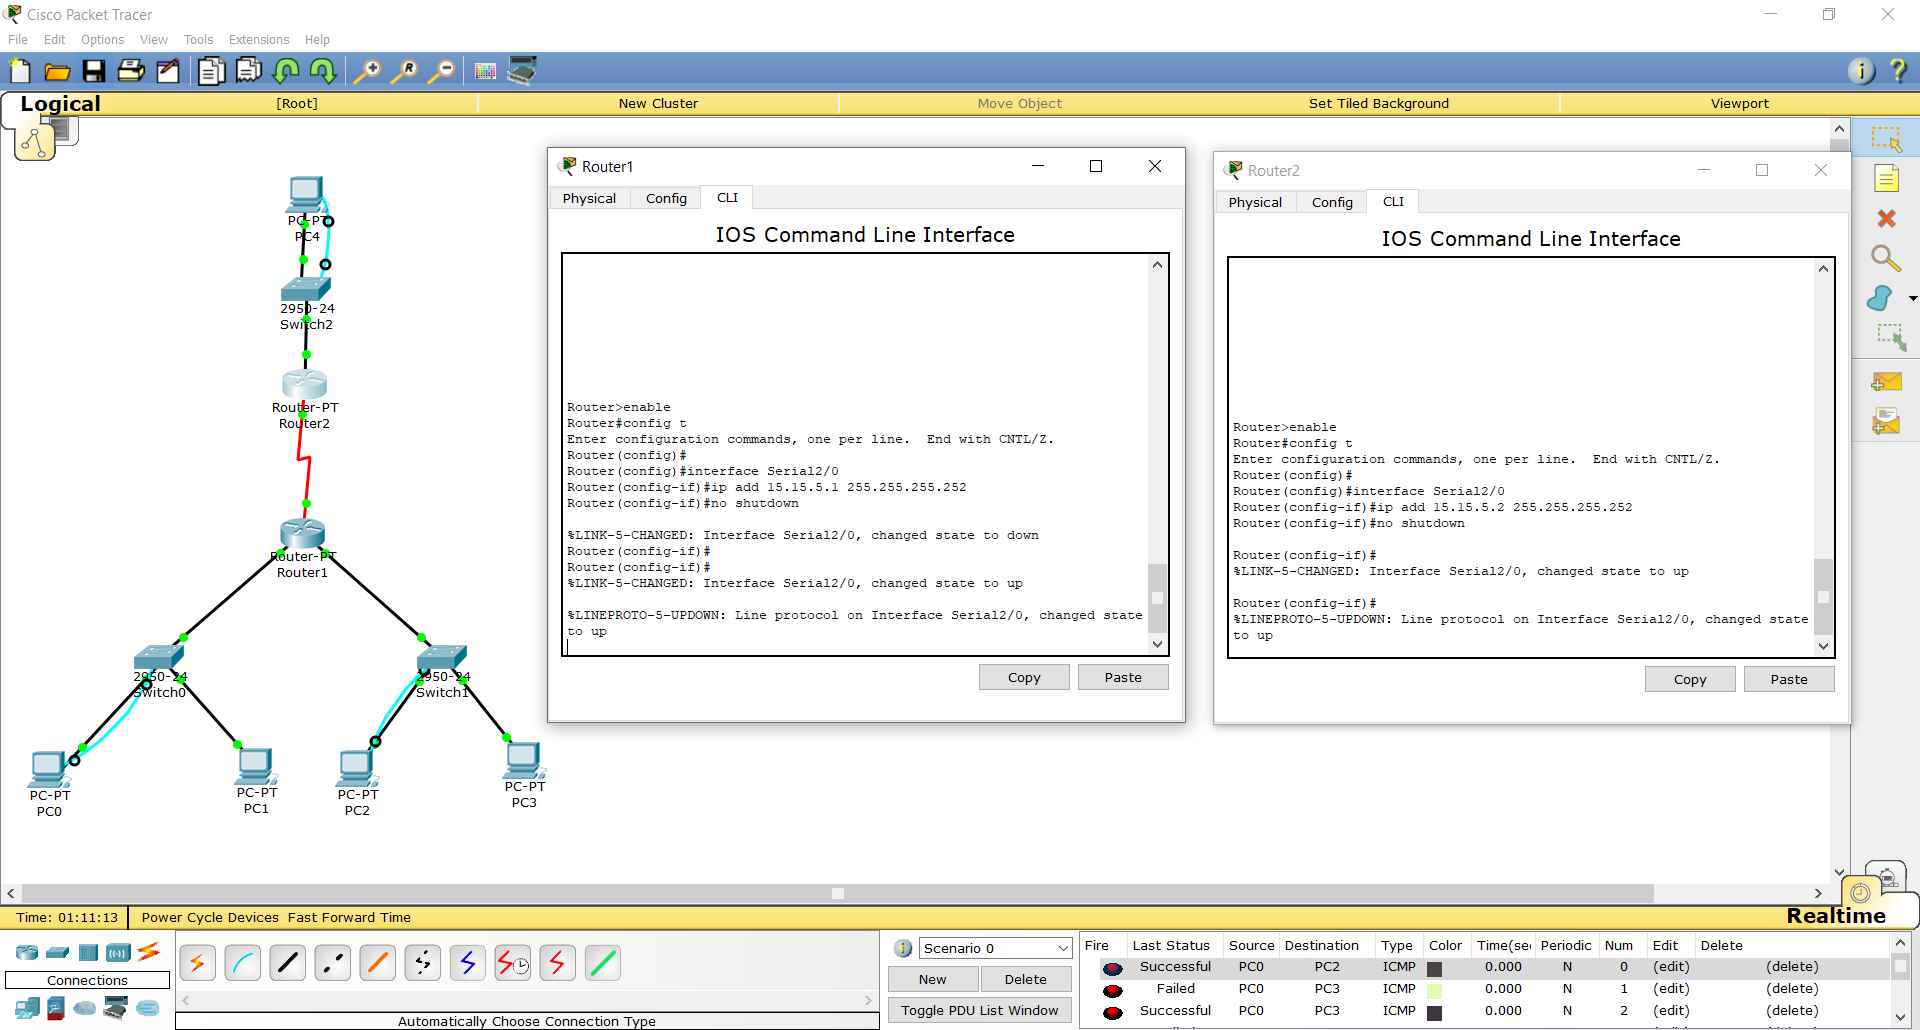 Cisco Packet Tracer
File Edit Options View Tools Extensions Help
Logical [Root] New Cluster Move Object Set Tiled Background Viewport
PC-PT
PC4
2950-24
Switch2
Router-PT
Router2
Router-PT
Router1
2950-24
Switch0
2950-24
Switch1
PC-PT
PC0
PC-PT
PC1
PC-PT
PC2
PC-PT
PC3
Router1
Physical Config CLI
IOS Command Line Interface
Router>enable
Router#config t
Enter configuration commands, one per line.  End with CNTL/Z.
Router(config)#
Router(config)#interface Serial2/0
Router(config-if)#ip add 15.15.5.1 255.255.255.252
Router(config-if)#no shutdown
%LINK-5-CHANGED: Interface Serial2/0, changed state to down
Router(config-if)#
Router(config-if)#
%LINK-5-CHANGED: Interface Serial2/0, changed state to up
%LINEPROTO-5-UPDOWN: Line protocol on Interface Serial2/0, changed state
to up
Copy Paste
Router2
Physical Config CLI
IOS Command Line Interface
Router>enable
Router#config t
Enter configuration commands, one per line.  End with CNTL/Z.
Router(config)#
Router(config)#interface Serial2/0
Router(config-if)#ip add 15.15.5.2 255.255.255.252
Router(config-if)#no shutdown
Router(config-if)#
%LINK-5-CHANGED: Interface Serial2/0, changed state to up
Router(config-if)#
%LINEPROTO-5-UPDOWN: Line protocol on Interface Serial2/0, changed state
to up
Copy Paste
Time: 01:11:13 Power Cycle Devices Fast Forward Time Realtime
Connections
Automatically Choose Connection Type
Scenario 0
New Delete
Toggle PDU List Window
Fire Last Status Source Destination Type Color Time(sec Periodic Num Edit Delete
Successful PC0 PC2 ICMP 0.000 N 0 (edit) (delete)
Failed PC0 PC3 ICMP 0.000 N 1 (edit) (delete)
Successful PC0 PC3 ICMP 0.000 N 2 (edit) (delete)